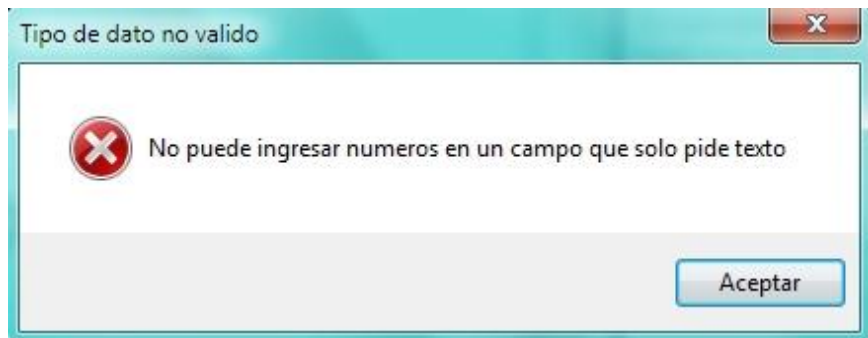 Tipo de dato no valido
No puede ingresar numeros en un campo que solo pide texto
Aceptar